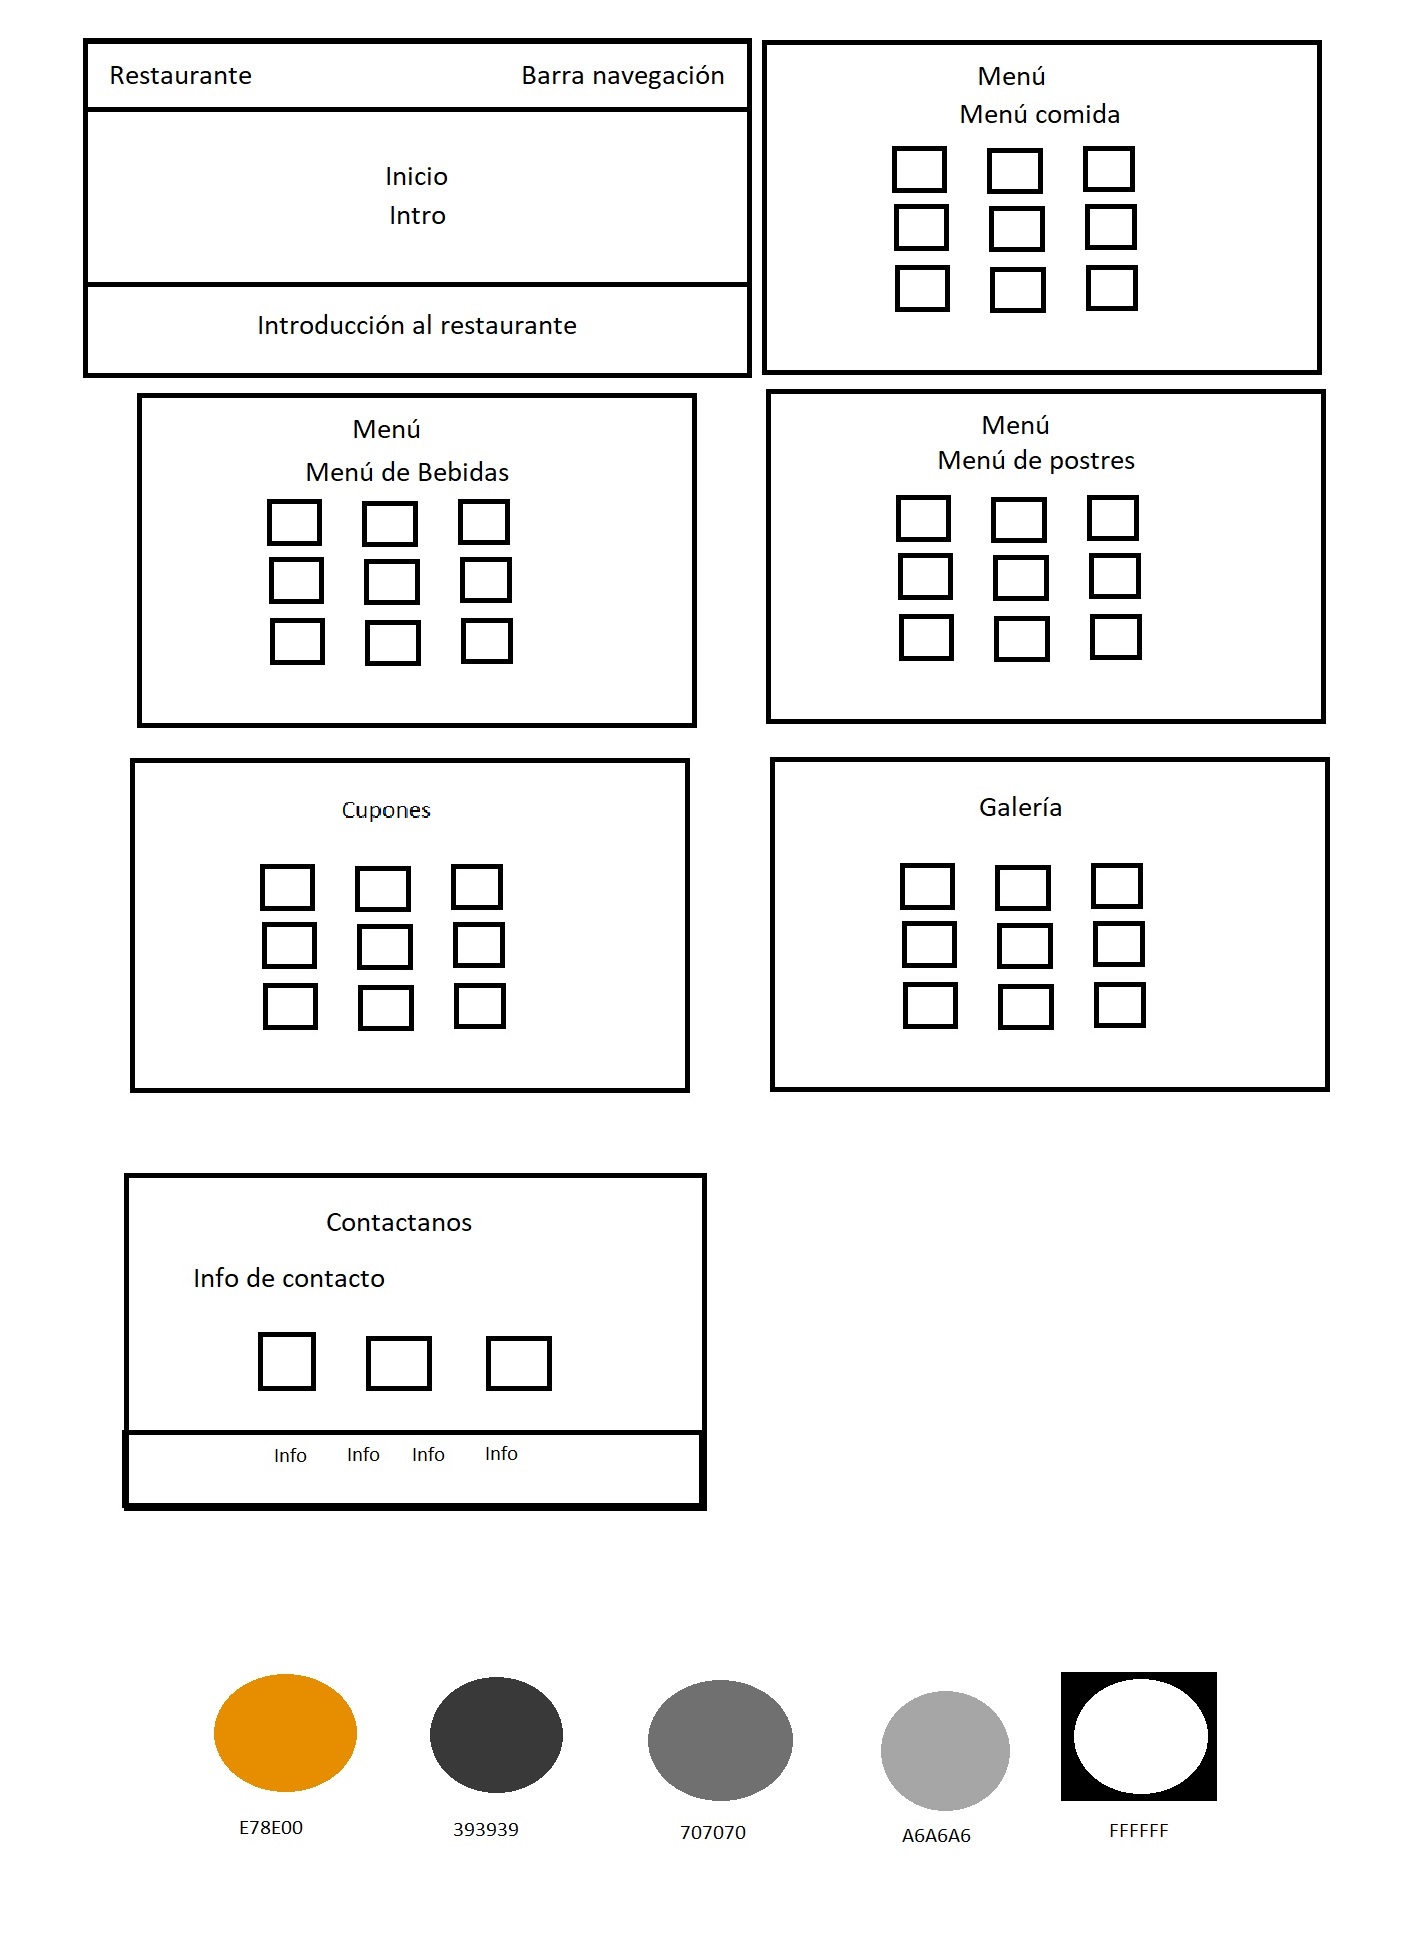 Restaurante
Barra navegación
Inicio
Intro
Introducción al restaurante
Menú
Menú comida
Menú
Menú de Bebidas
Menú
Menú de postres
Cupones
Galería
Contactanos
Info de contacto
Info Info Info Info
E78E00
393939
707070
A6A6A6
FFFFFF